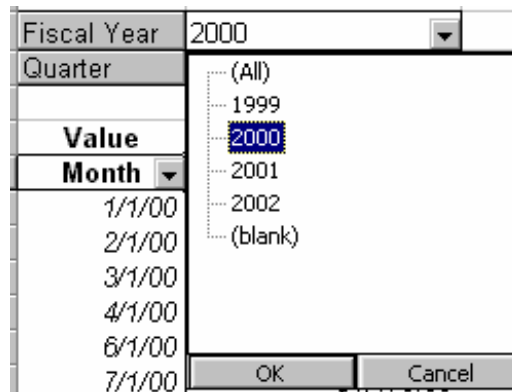 Fiscal Year 2000
Quarter
(All)
1999
Value 2000
Month 2001
1/1/00 2002
2/1/00 (blank)
3/1/00
4/1/00
6/1/00
7/1/00 OK Cancel